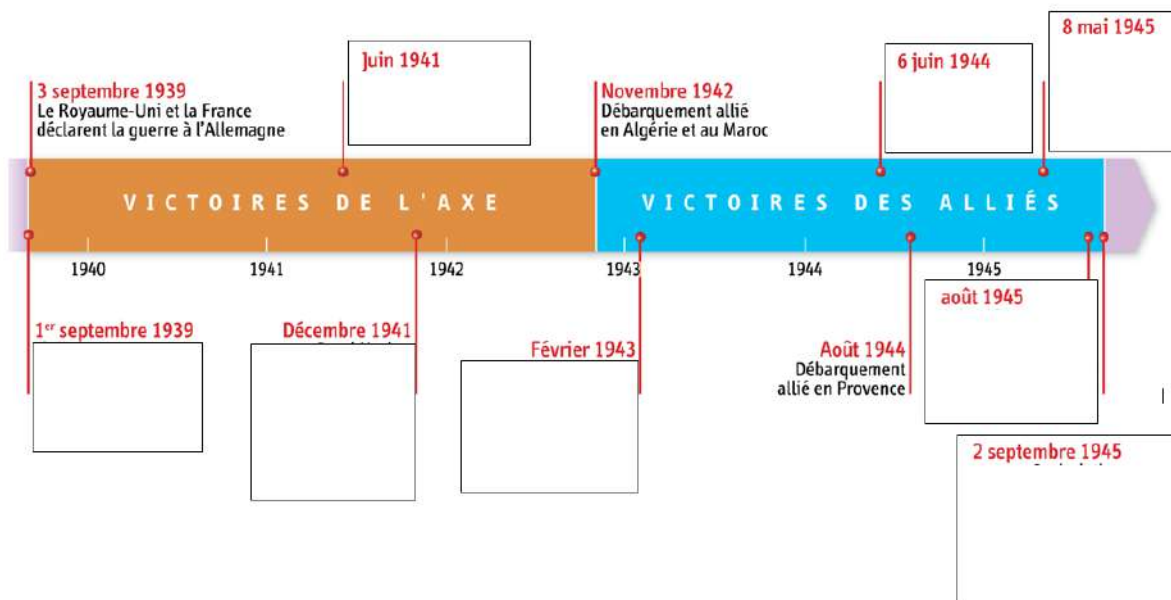 Juin 1941
3 septembre 1939
Le Royaume-Uni et la France
déclarent la guerre à l'Allemagne
Novembre 1942
Débarquement allié
en Algérie et au Maroc
6 juin 1944
8 mai 1945
VICTOIRES DE L'AXE
VICTOIRES DES ALLIÉS
1940
1941
1942
1943
1944
1945
1er septembre 1939
Décembre 1941
Février 1943
Août 1944
Débarquement
allié en Provence
août 1945
2 septembre 1945